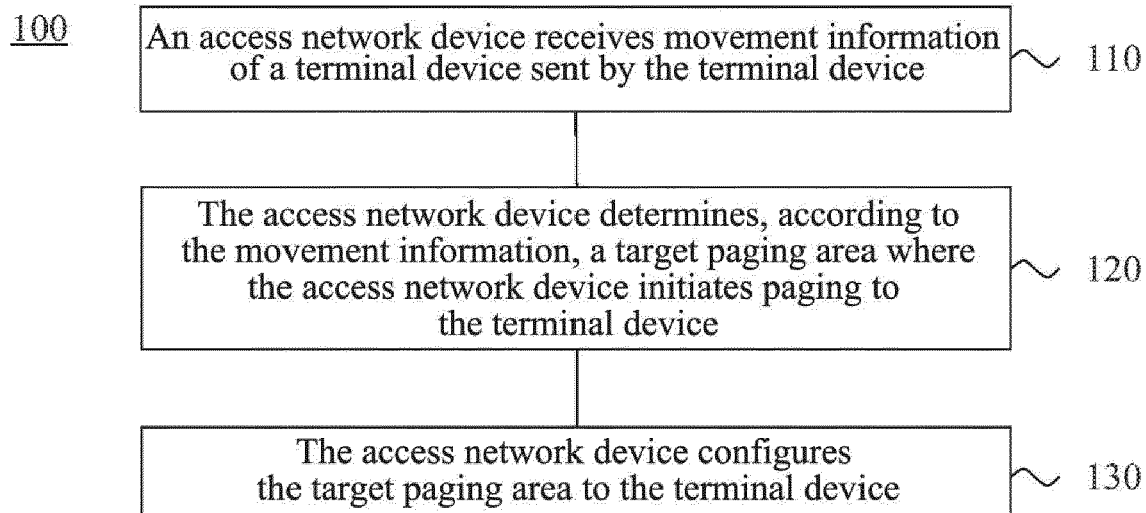 100
An access network device receives movement information
of a terminal device sent by the terminal device
110
The access network device determines, according to
the movement information, a target paging area where
the access network device initiates paging to
the terminal device
120
The access network device configures
the target paging area to the terminal device
130